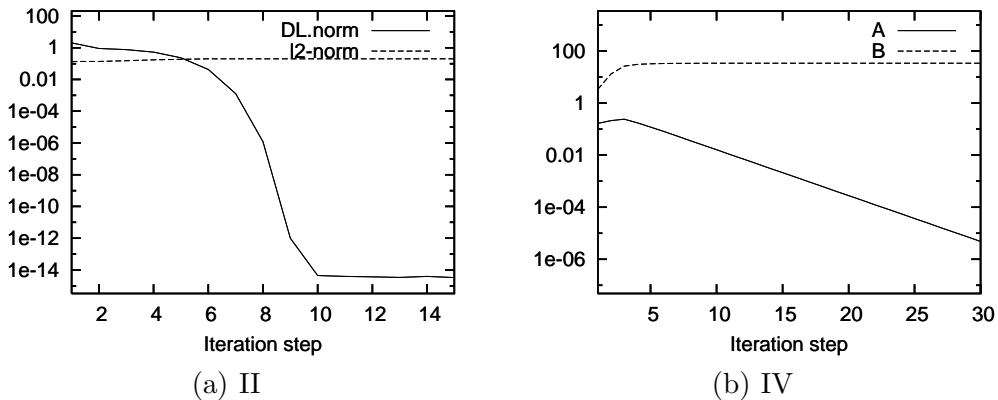 100
1
0.01
1e-04
1e-06
1e-08
1e-10
1e-12
1e-14
DL.norm
l2-norm
2 4 6 8 10 12 14
Iteration step
(a) II
100
1
0.01
1e-04
1e-06
A
B
5 10 15 20 25 30
Iteration step
(b) IV